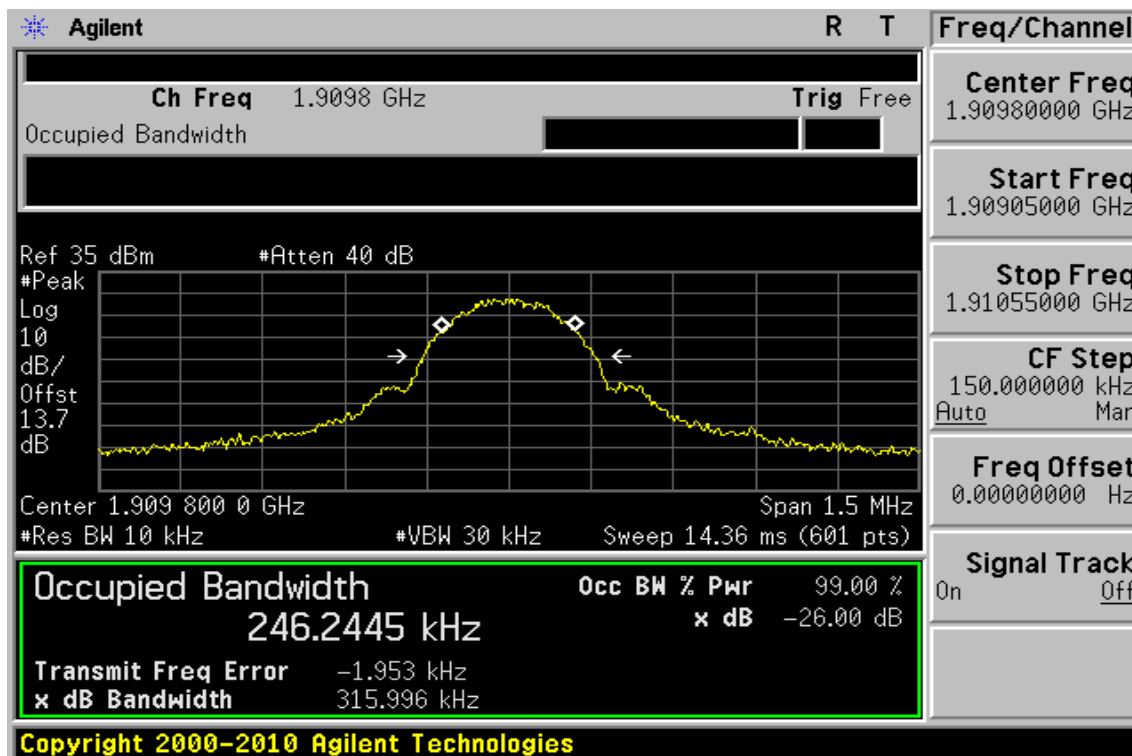 Agilent R T
Ch Freq 1.9098 GHz Trig Free
Occupied Bandwidth
Ref 35 dBm #Atten 40 dB
#Peak
Log
10
dB/
Offst
13.7
dB
Center 1.909 800 0 GHz Span 1.5 MHz
#Res BW 10 kHz #VBW 30 kHz Sweep 14.36 ms (601 pts)
Occupied Bandwidth
246.2445 kHz
Occ BW % Pwr 99.00 %
x dB -26.00 dB
Transmit Freq Error -1.953 kHz
x dB Bandwidth 315.996 kHz
Copyright 2000-2010 Agilent Technologies
Freq/Channel
Center Freq
1.90980000 GHz
Start Freq
1.90905000 GHz
Stop Freq
1.91055000 GHz
CF Step
150.000000 kHz
Auto Man
Freq Offset
0.00000000 Hz
Signal Track
On Off